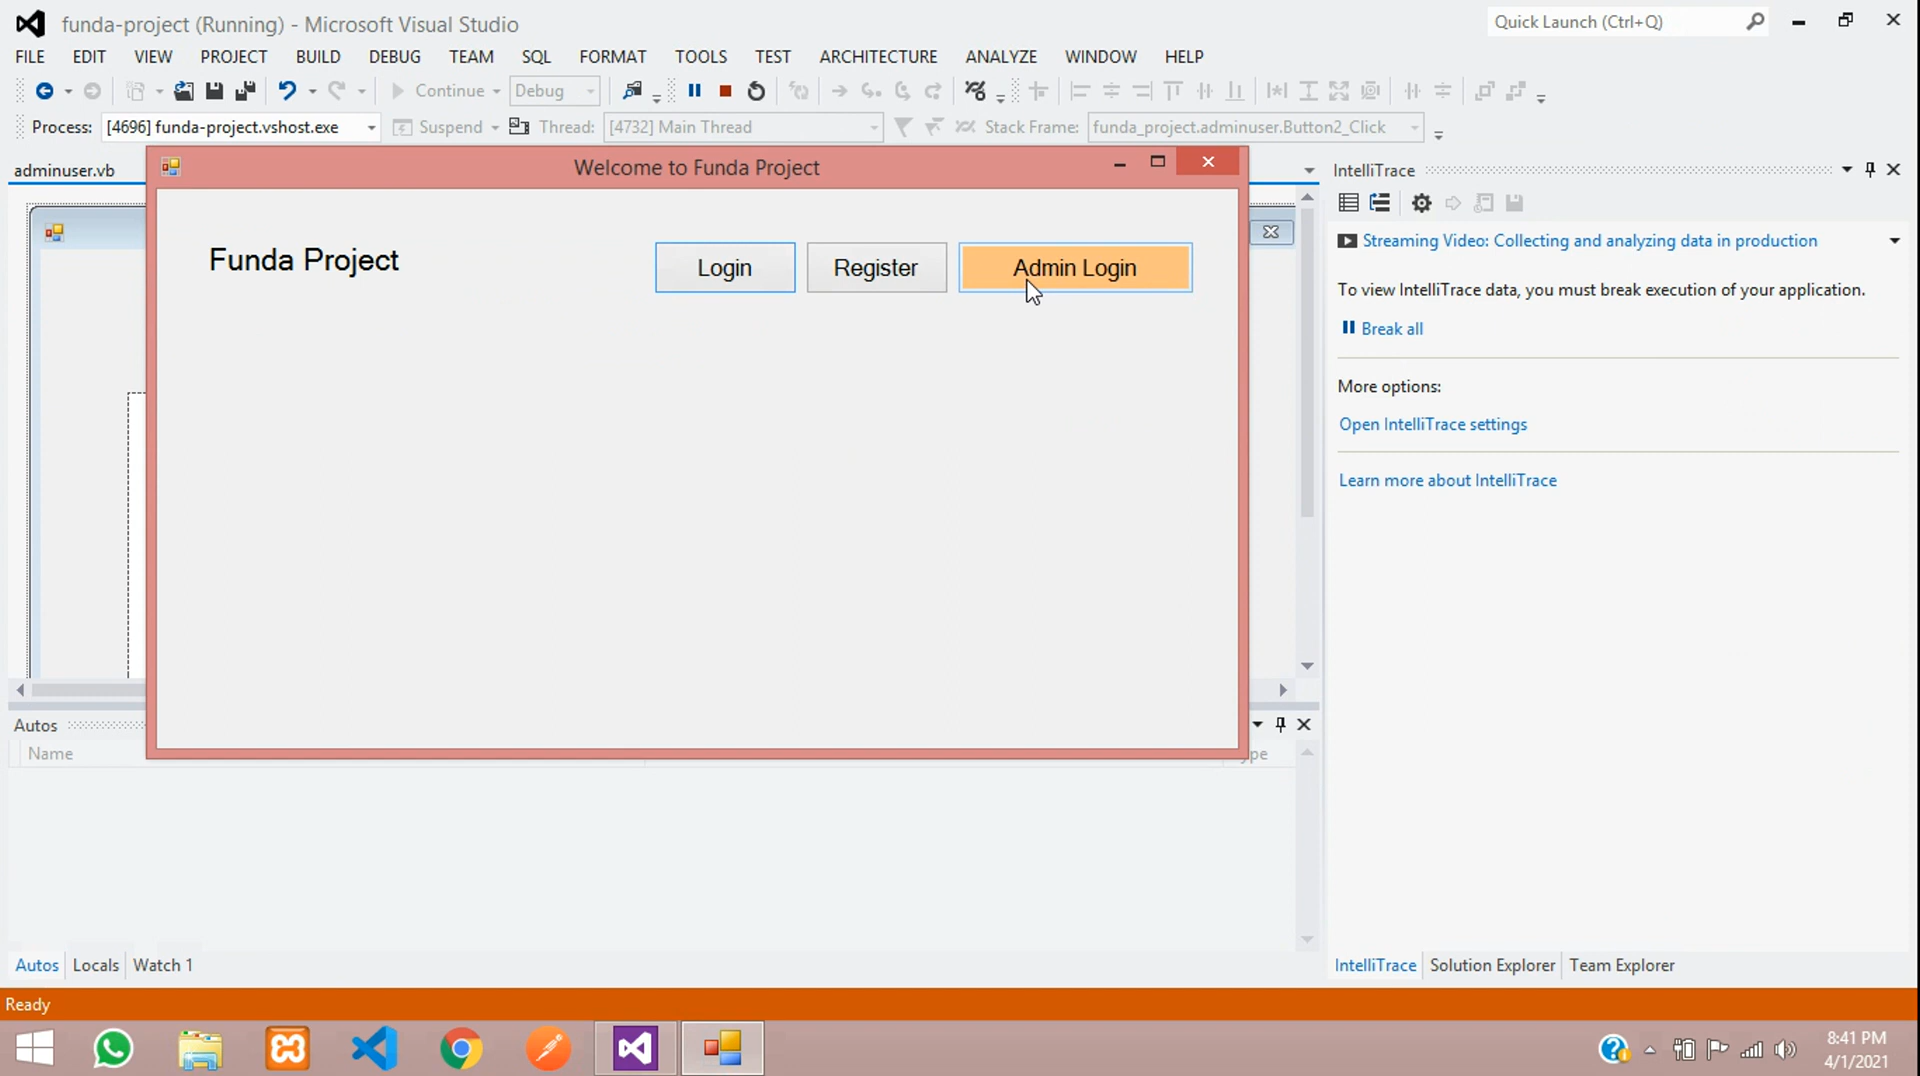 funda-project (Running) - Microsoft Visual Studio
Quick Launch (Ctrl+Q)
FILE EDIT VIEW PROJECT BUILD DEBUG TEAM SQL FORMAT TOOLS TEST ARCHITECTURE ANALYZE WINDOW HELP
Continue Debug
Process: [4696] funda-project.vshost.exe Suspend Thread: [4732] Main Thread Stack Frame: funda_project.adminuser.Button2_Click
adminuser.vb
Welcome to Funda Project
Funda Project
Login
Register
Admin Login
IntelliTrace
Streaming Video: Collecting and analyzing data in production
To view IntelliTrace data, you must break execution of your application.
Break all
More options:
Open IntelliTrace settings
Learn more about IntelliTrace
Autos
Name
Autos Locals Watch 1
IntelliTrace Solution Explorer Team Explorer
Ready
8:41 PM
4/1/2021